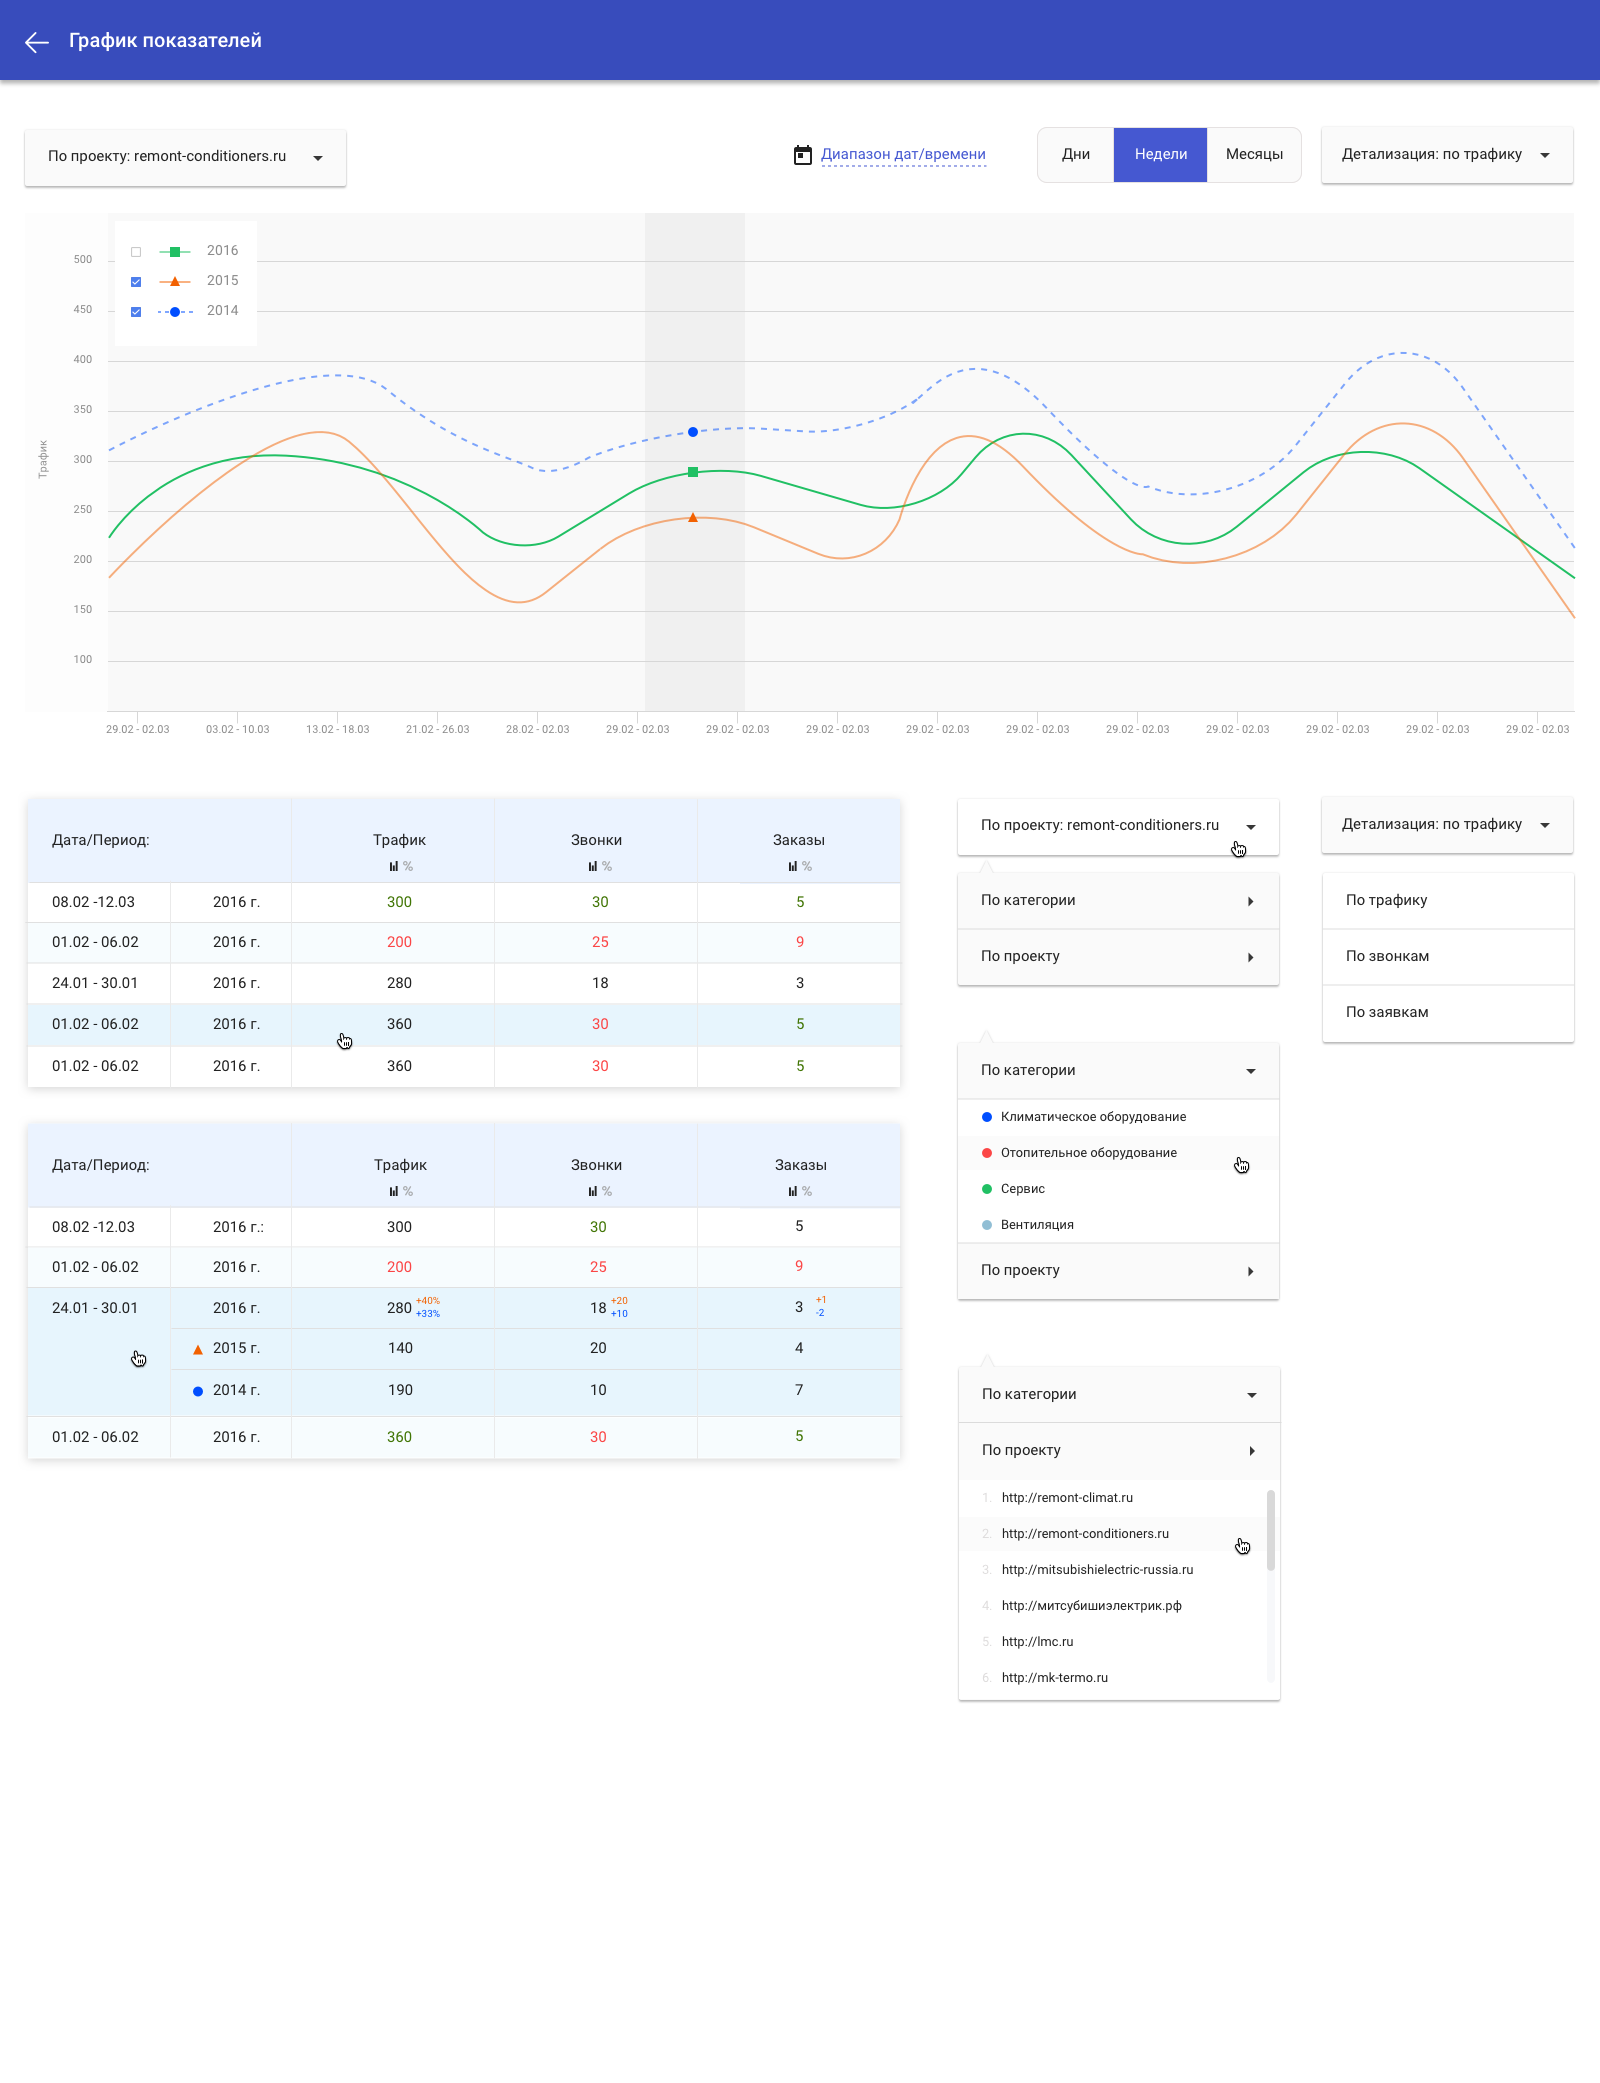 График показателей
По проекту: remont-conditioners.ru
Диапазон дат/времени
Дни Недели Месяцы
Детализация: по трафику
2016
2015
2014
500
450
400
350
300
250
200
150
100
Трафик
29.02 - 02.03 03.02 - 10.03 13.02 - 18.03 21.02 - 26.03 28.02 - 02.03 29.02 - 02.03 29.02 - 02.03 29.02 - 02.03 29.02 - 02.03 29.02 - 02.03 29.02 - 02.03 29.02 - 02.03 29.02 - 02.03 29.02 - 02.03 29.02 - 02.03
Дата/Период: Трафик Звонки Заказы
% % %
08.02 -12.03 2016 г. 300 30 5
01.02 - 06.02 2016 г. 200 25 9
24.01 - 30.01 2016 г. 280 18 3
01.02 - 06.02 2016 г. 360 30 5
01.02 - 06.02 2016 г. 360 30 5
Дата/Период: Трафик Звонки Заказы
% % %
08.02 -12.03 2016 г.: 300 30 5
01.02 - 06.02 2016 г. 200 25 9
24.01 - 30.01 2016 г. 280 +40% +33% 18 +20 +10 3 +1 -2
2015 г. 140 20 4
2014 г. 190 10 7
01.02 - 06.02 2016 г. 360 30 5
По проекту: remont-conditioners.ru
По категории
По проекту
По категории
Климатическое оборудование
Отопительное оборудование
Сервис
Вентиляция
По проекту
По категории
По проекту
1. http://remont-climat.ru
2. http://remont-conditioners.ru
3. http://mitsubishielectric-russia.ru
4. http://митсубишиэлектрик.рф
5. http://lmc.ru
6. http://mk-termo.ru
Детализация: по трафику
По трафику
По звонкам
По заявкам